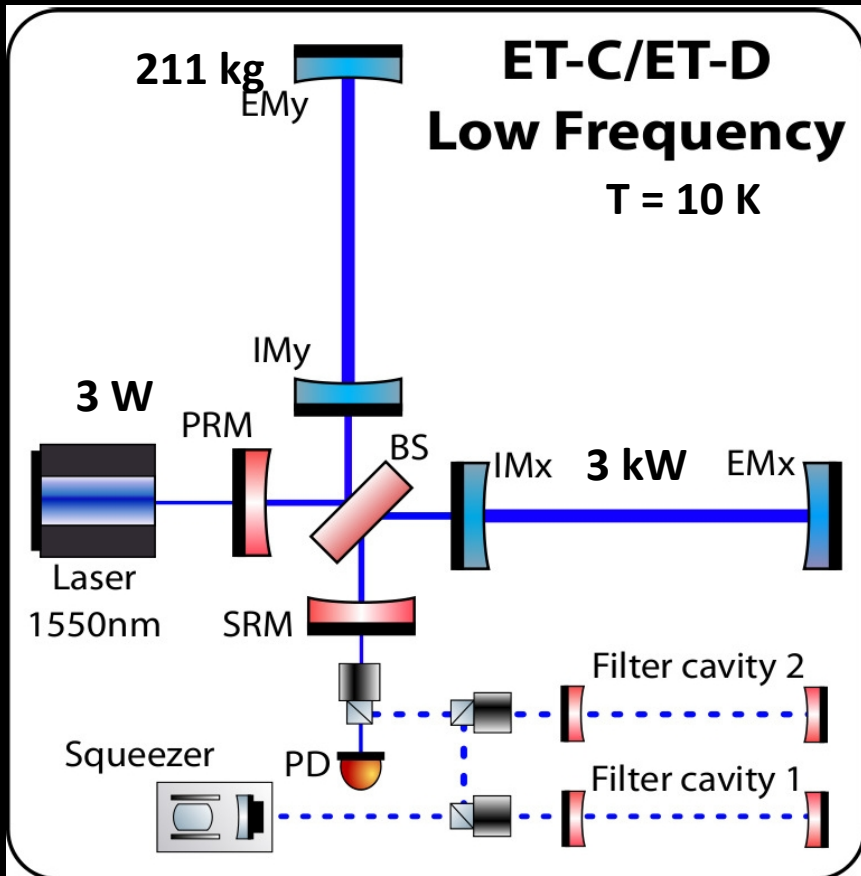 211 kg
EMy
ET-C/ET-D
Low Frequency
T = 10 K
IMy
3 W
PRM
BS
IMx
3 kW
EMx
Laser
1550nm
SRM
Filter cavity 2
Squeezer
PD
Filter cavity 1